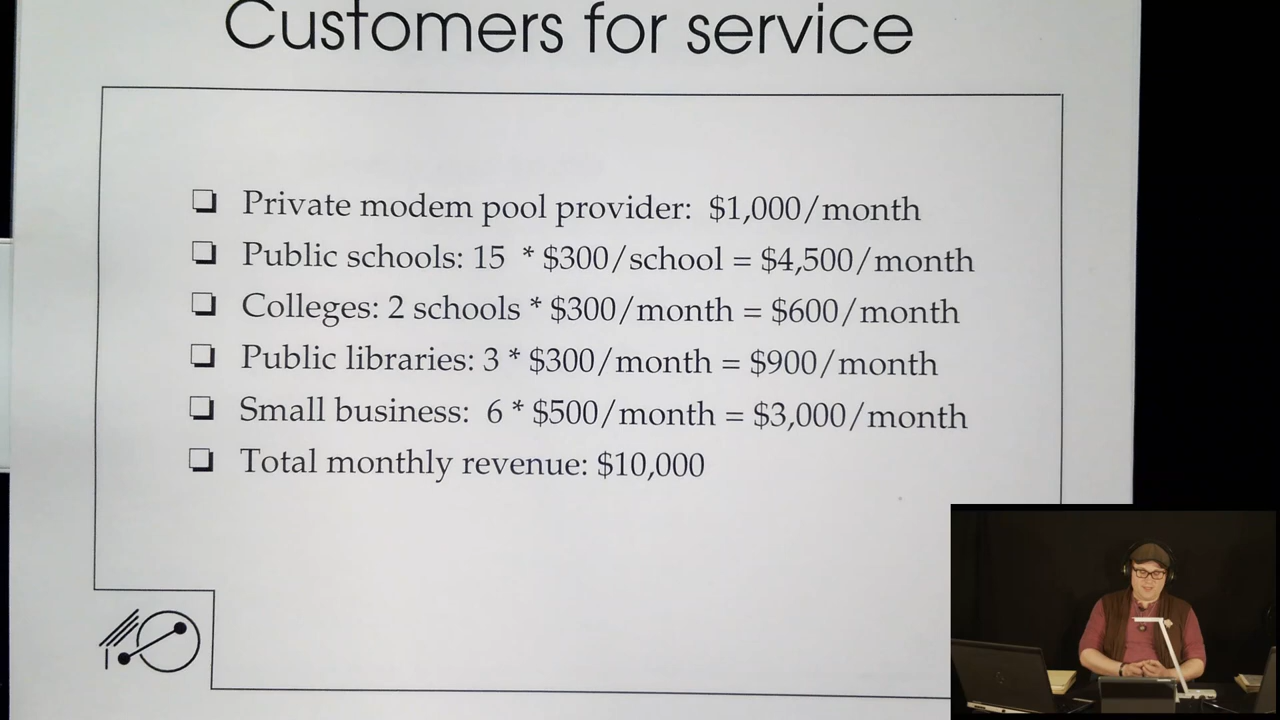 Customers for service
❏ Private modem pool provider: $1,000/month
❏ Public schools: 15 * $300/school = $4,500/month
❏ Colleges: 2 schools * $300/month = $600/month
❏ Public libraries: 3 * $300/month = $900/month
❏ Small business: 6 * $500/month = $3,000/month
❏ Total monthly revenue: $10,000